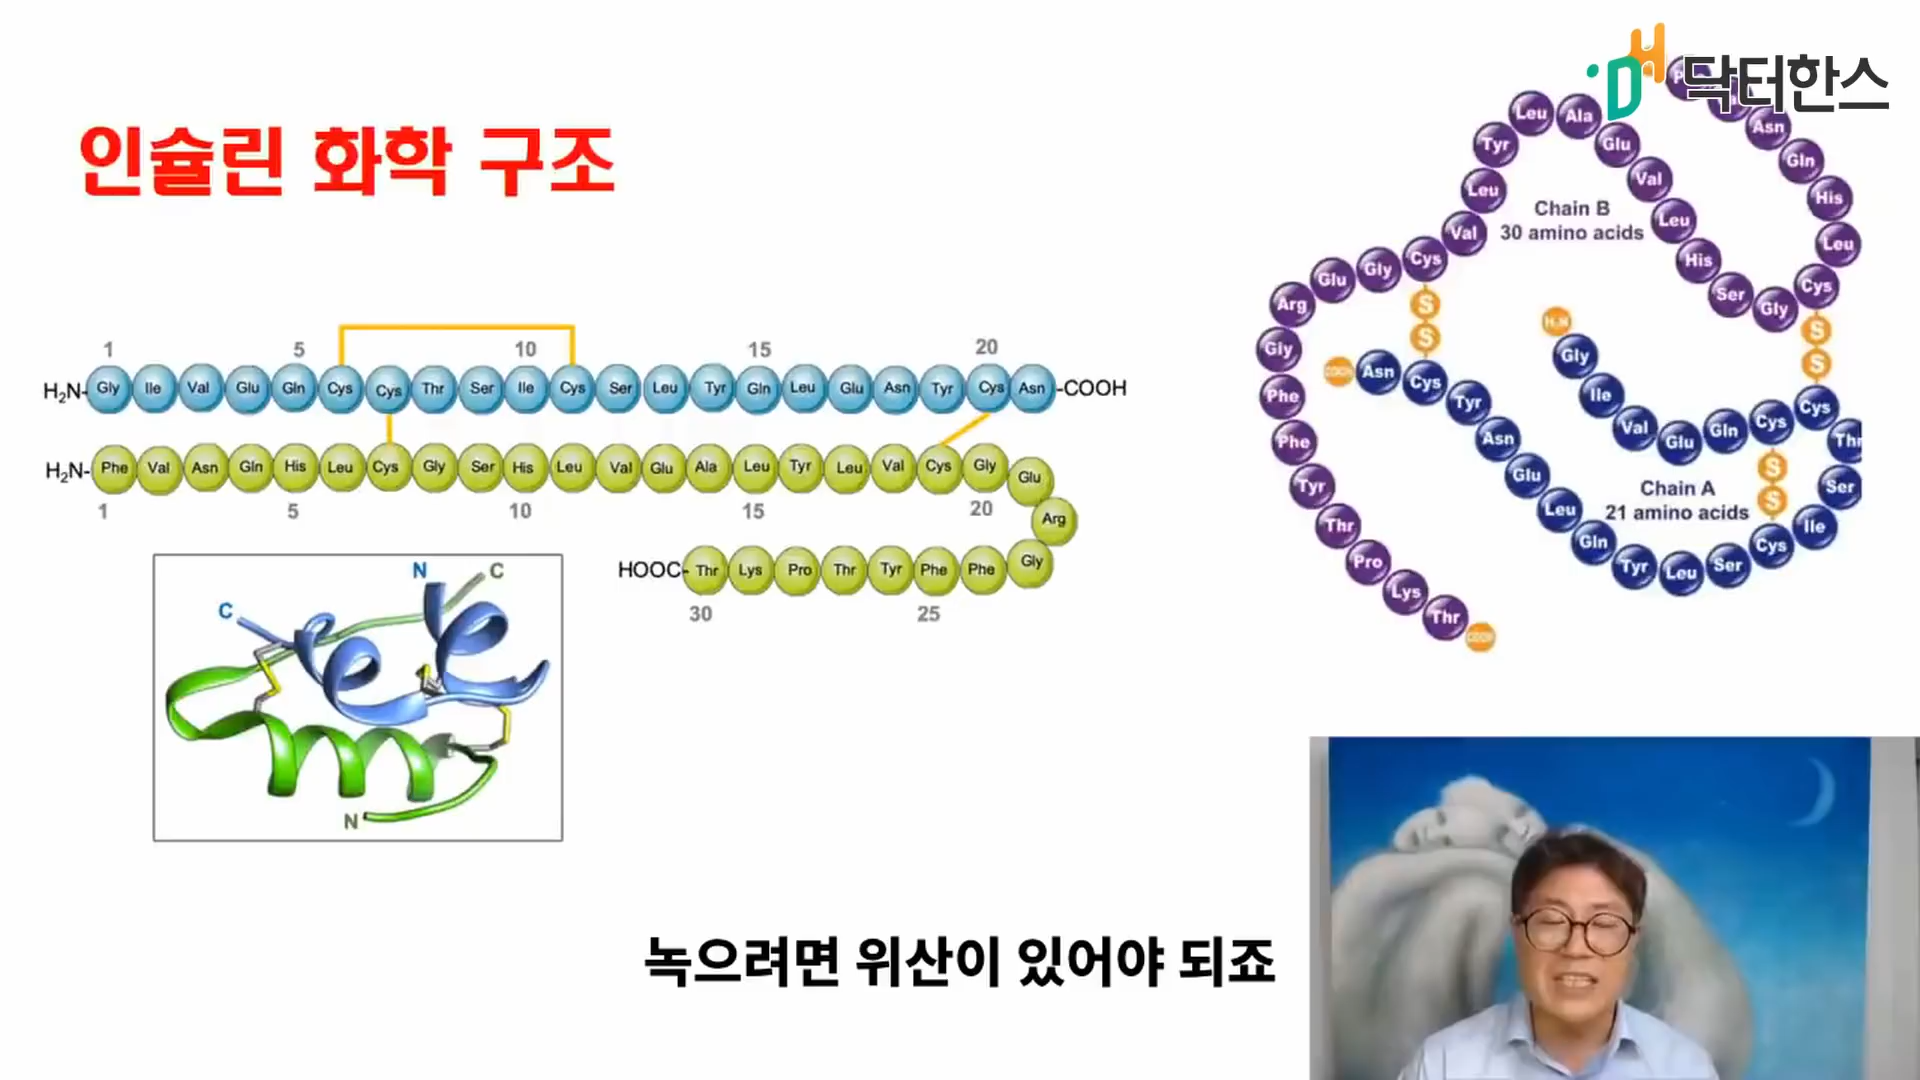 닥터한스
인슐린 화학 구조
1 5 10 15 20
H₂N- Gly Ile Val Glu Gln Cys Cys Thr Ser Ile Cys Ser Leu Tyr Gln Leu Glu Asn Tyr Cys Asn -COOH
H₂N- Phe Val Asn Gln His Leu Cys Gly Ser His Leu Val Glu Ala Leu Tyr Leu Val Cys Gly Glu
1 5 10 15 20
Arg
HOOC- Thr Lys Pro Thr Tyr Phe Phe Gly
30 25
N C
C
N
Asn Gln His Leu Cys Gly Ser His Leu Val Glu Ala Leu Tyr Leu Val Cys Gly Glu Arg Gly Phe Phe Tyr Thr Pro Lys Thr COOH
Chain B
30 amino acids
S S
S S
H₂N Gly Ile Val Glu Gln Cys Cys Thr Ser Ile Cys Ser Leu Tyr Gln Leu Glu Asn Tyr Cys Asn COOH
S S
Chain A
21 amino acids
녹으려면 위산이 있어야 되죠